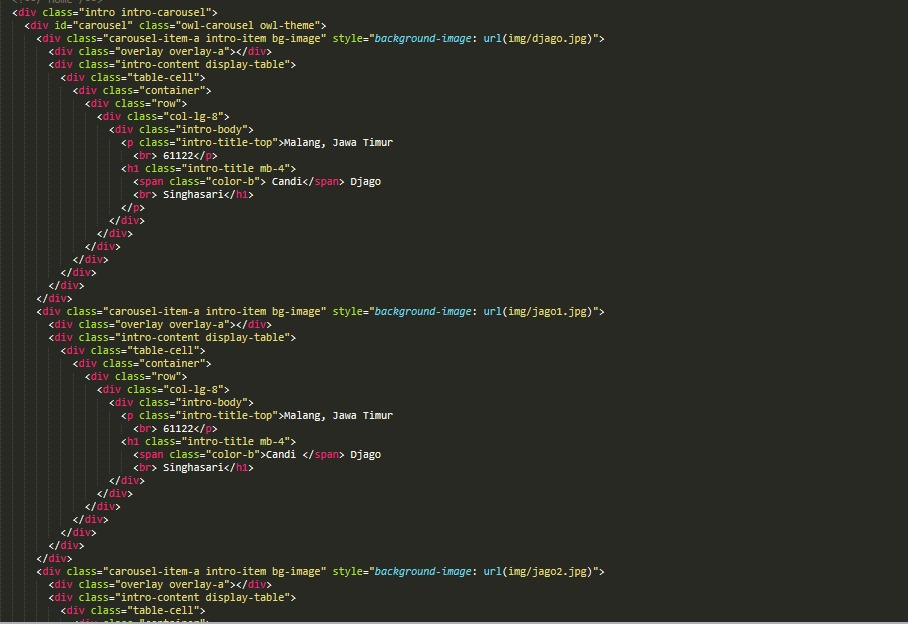 <div class="intro intro-carousel">
<div id="carousel" class="owl-carousel owl-theme">
<div class="carousel-item-a intro-item bg-image" style="background-image: url(img/djago.jpg)">
<div class="overlay overlay-a"></div>
<div class="intro-content display-table">
<div class="table-cell">
<div class="container">
<div class="row">
<div class="col-lg-8">
<div class="intro-body">
<p class="intro-title-top">Malang, Jawa Timur
<br> 61122</p>
<h1 class="intro-title mb-4">
<span class="color-b"> Candi</span> Djago
<br> Singhasari</h1>
</p>
</div>
</div>
</div>
</div>
</div>
</div>
</div>
<div class="carousel-item-a intro-item bg-image" style="background-image: url(img/jago1.jpg)">
<div class="overlay overlay-a"></div>
<div class="intro-content display-table">
<div class="table-cell">
<div class="container">
<div class="row">
<div class="col-lg-8">
<div class="intro-body">
<p class="intro-title-top">Malang, Jawa Timur
<br> 61122</p>
<h1 class="intro-title mb-4">
<span class="color-b">Candi </span> Djago
<br> Singhasari</h1>
</div>
</div>
</div>
</div>
</div>
</div>
</div>
<div class="carousel-item-a intro-item bg-image" style="background-image: url(img/jago2.jpg)">
<div class="overlay overlay-a"></div>
<div class="intro-content display-table">
<div class="table-cell">